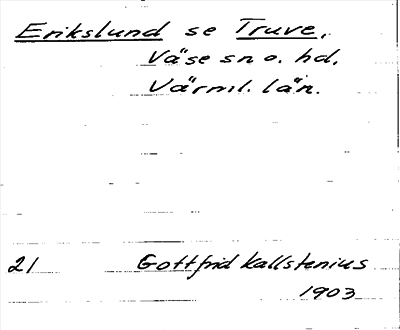 Erikslund se Truve.
Väse sn o. hd.
Värml. län.
21 Gottfrid Kallstenius
1903